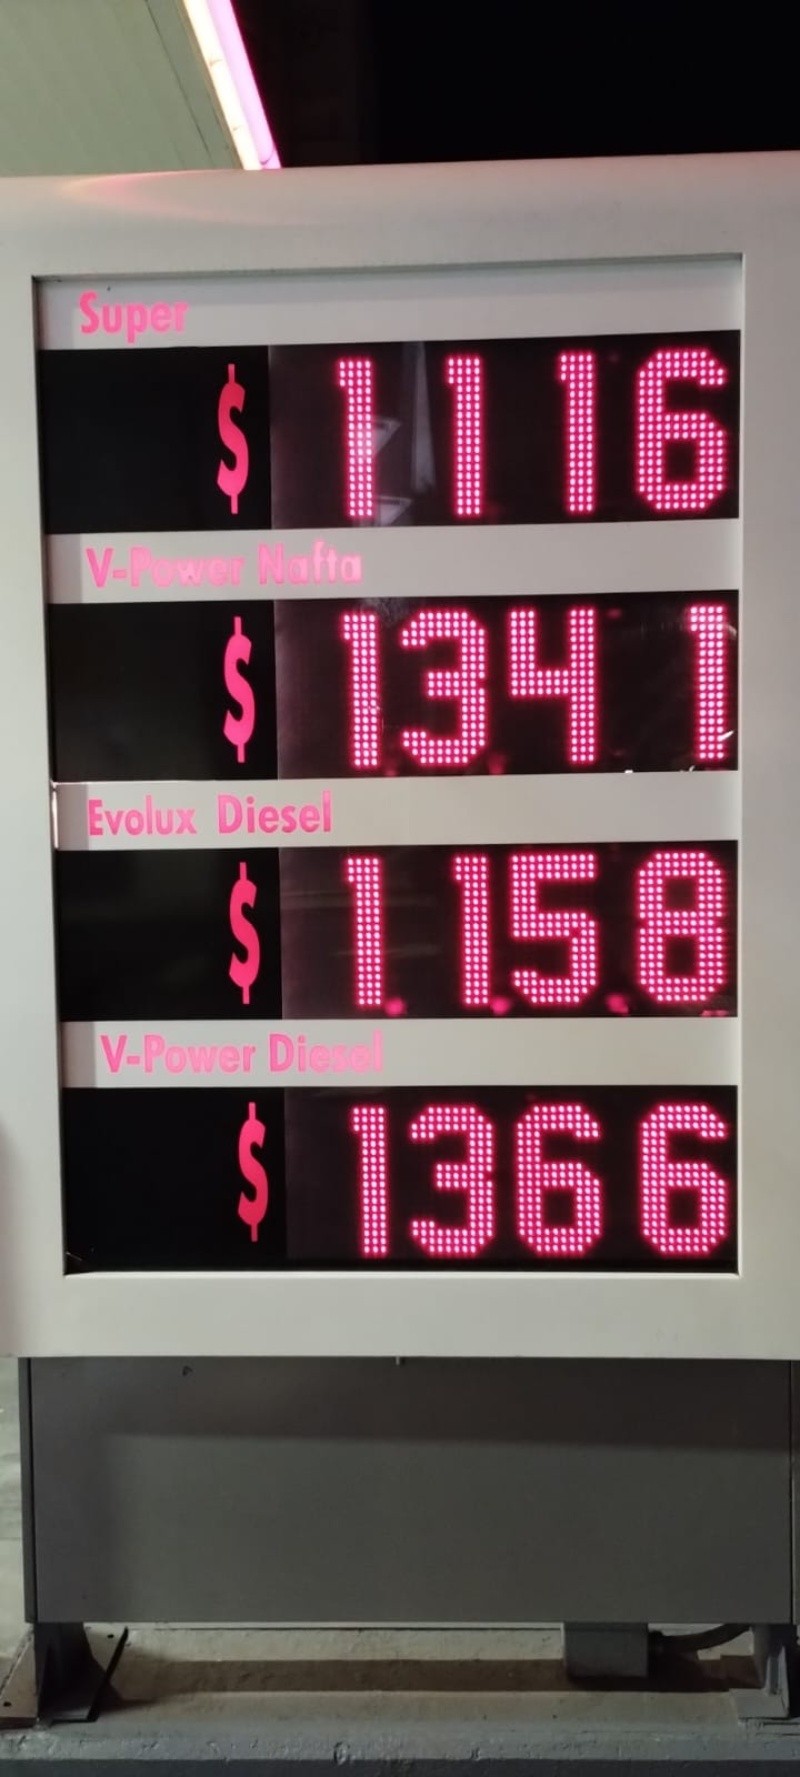 Super
$ 1116
V-Power Nafta
$ 1341
Evolux Diesel
$ 1158
V-Power Diesel
$ 1366